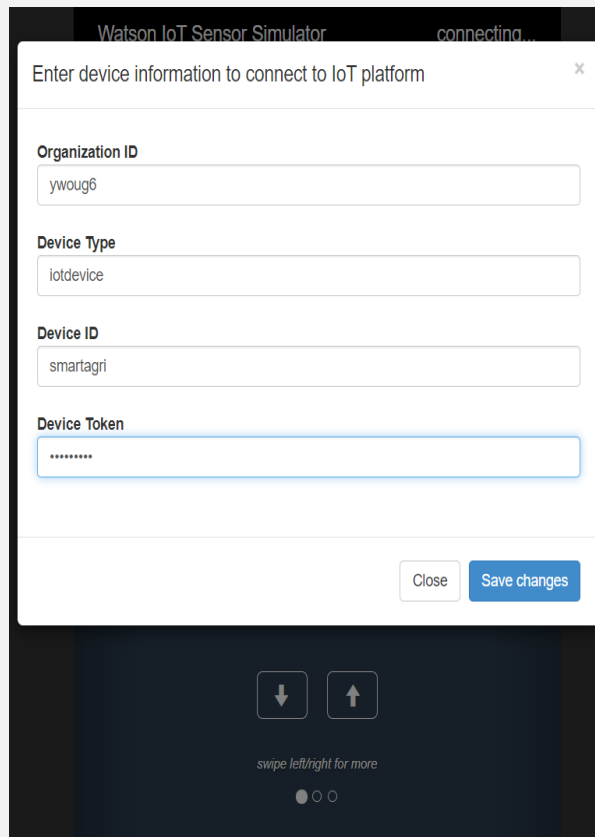 Watson IoT Sensor Simulator connecting...
Enter device information to connect to IoT platform ×
Organization ID
ywoug6
Device Type
iotdevice
Device ID
smartagri
Device Token
•••••••••
Close Save changes
swipe left/right for more